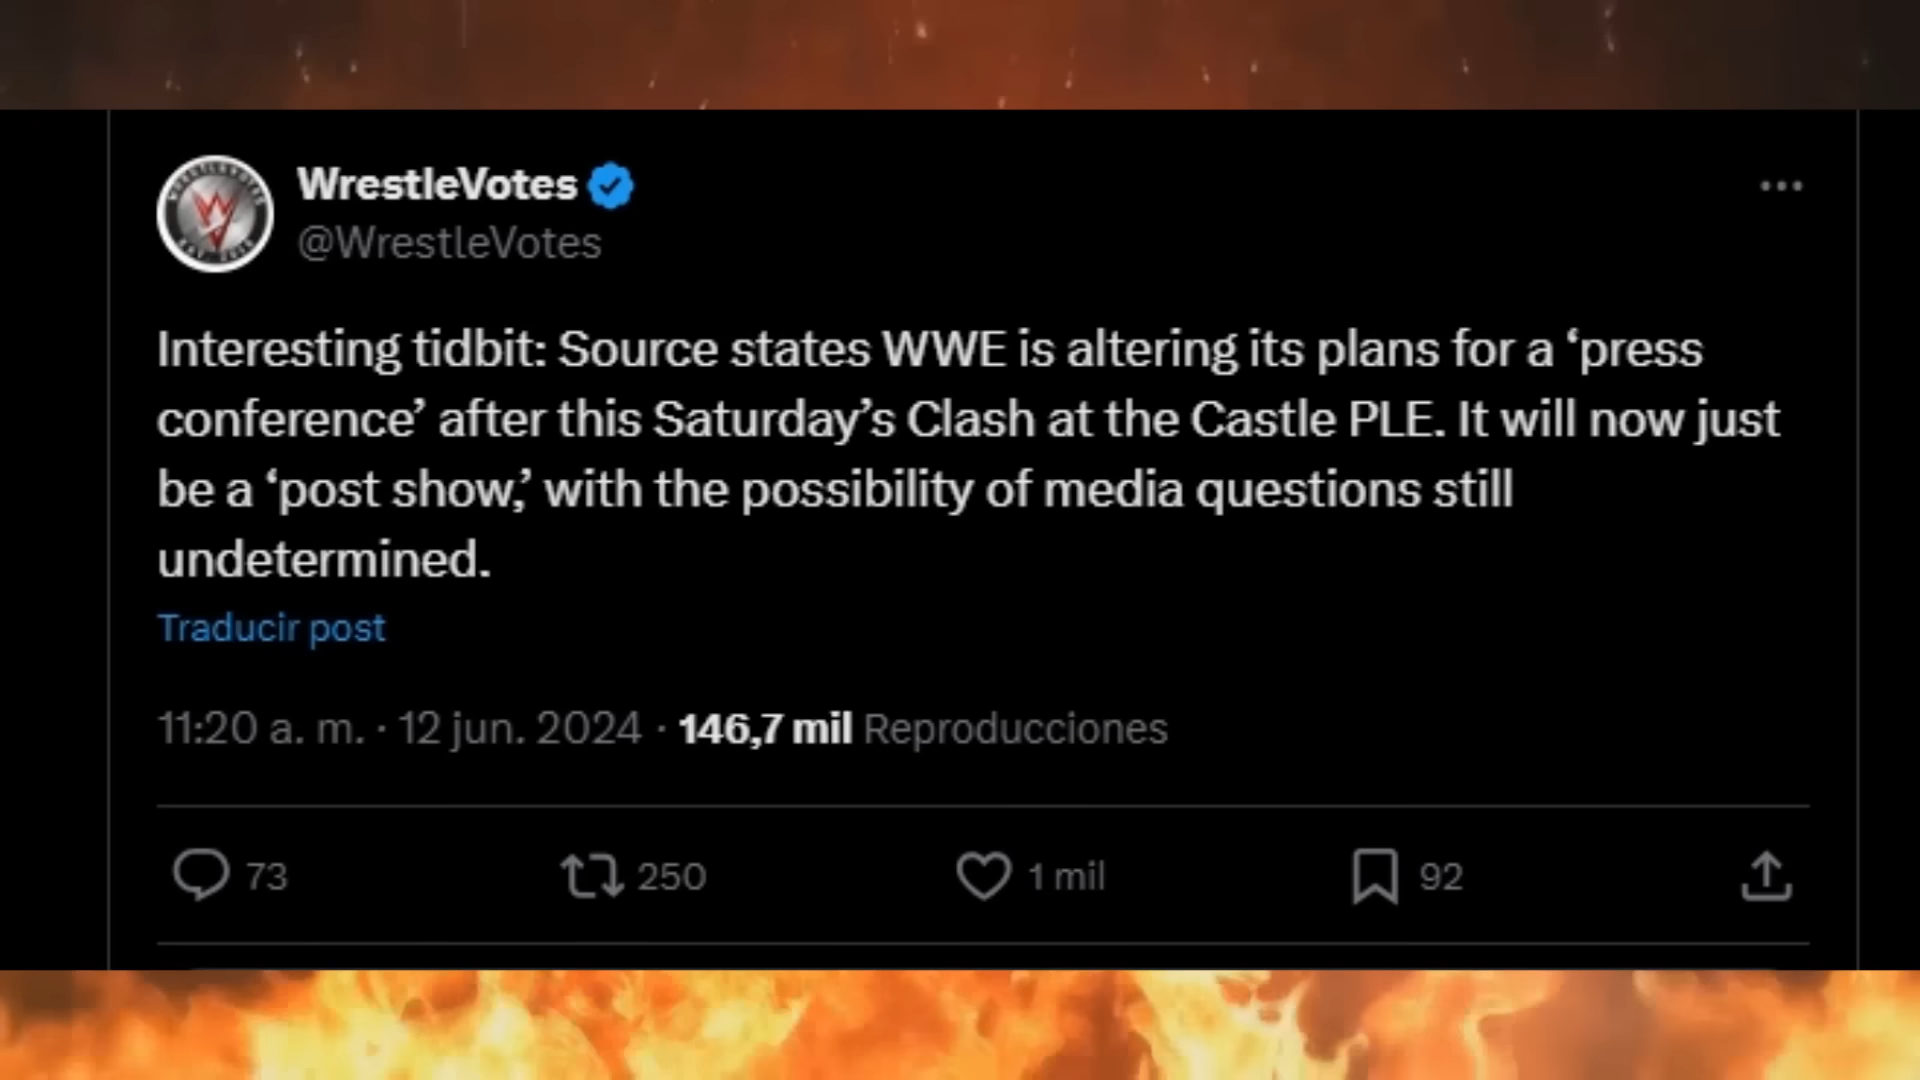 WrestleVotes
@WrestleVotes
Interesting tidbit: Source states WWE is altering its plans for a ‘press
conference’ after this Saturday’s Clash at the Castle PLE. It will now just
be a ‘post show,’ with the possibility of media questions still
undetermined.
Traducir post
11:20 a. m. · 12 jun. 2024 · 146,7 mil Reproducciones
73 250 1 mil 92